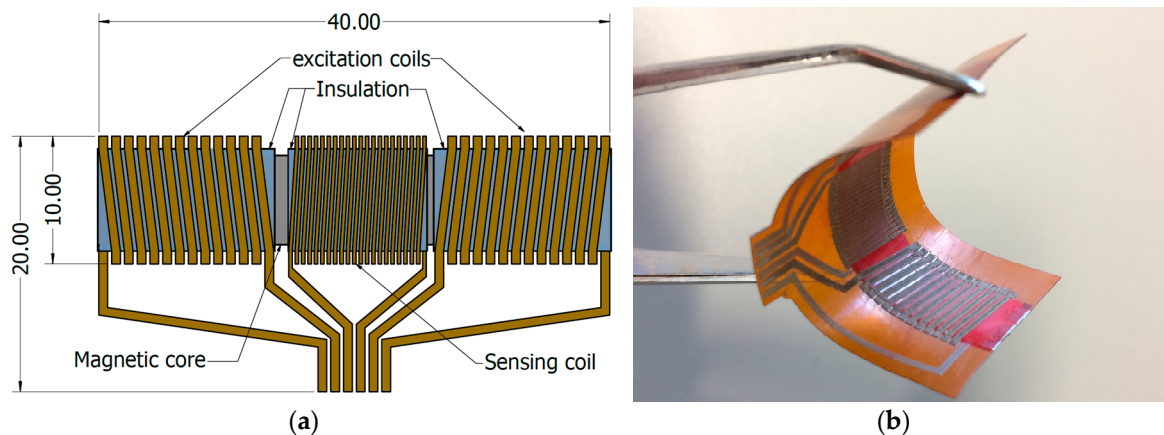 40.00
excitation coils
Insulation
20.00
10.00
Magnetic core
Sensing coil
(a)
(b)